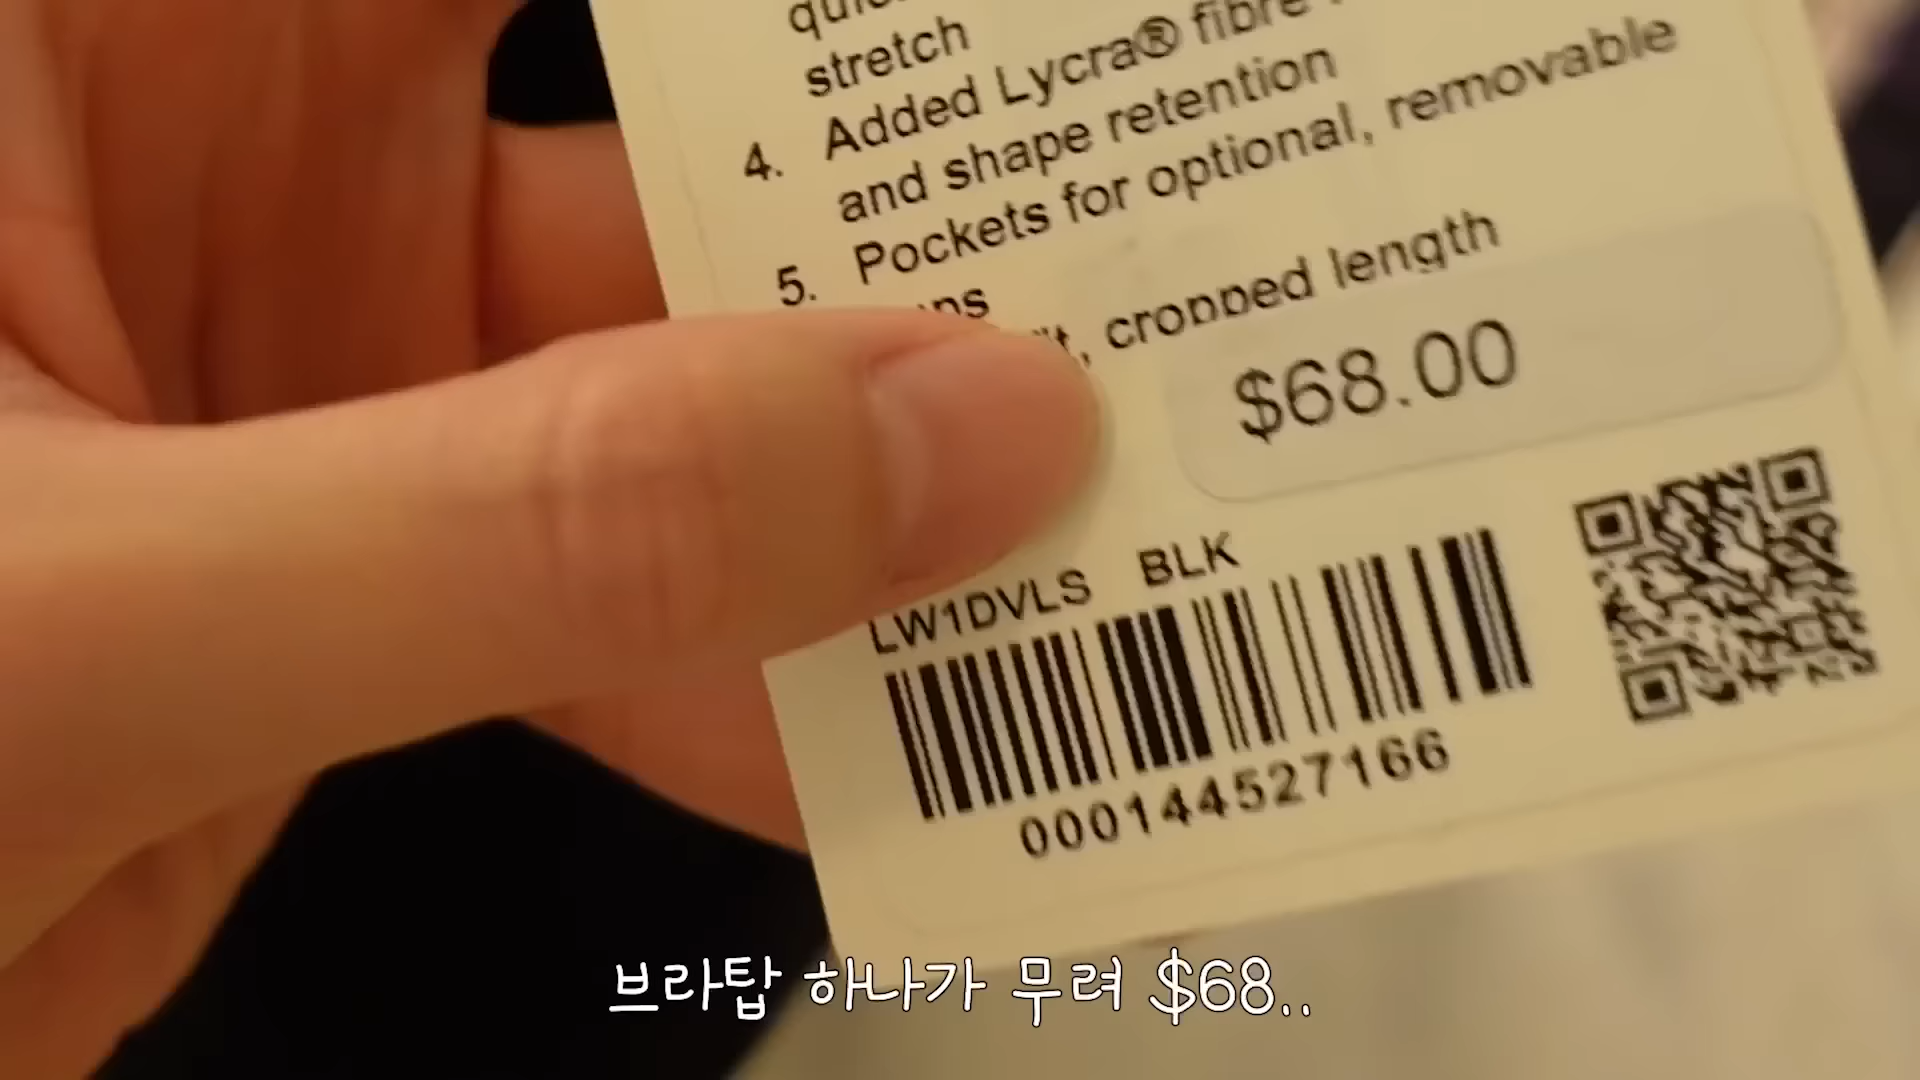 stretch
4. Added Lycra® fibre
and shape retention
5. Pockets for optional, removable
cropped length
$68.00
LW1DVLS BLK
000144527166
브라탑 하나가 무려 $68..